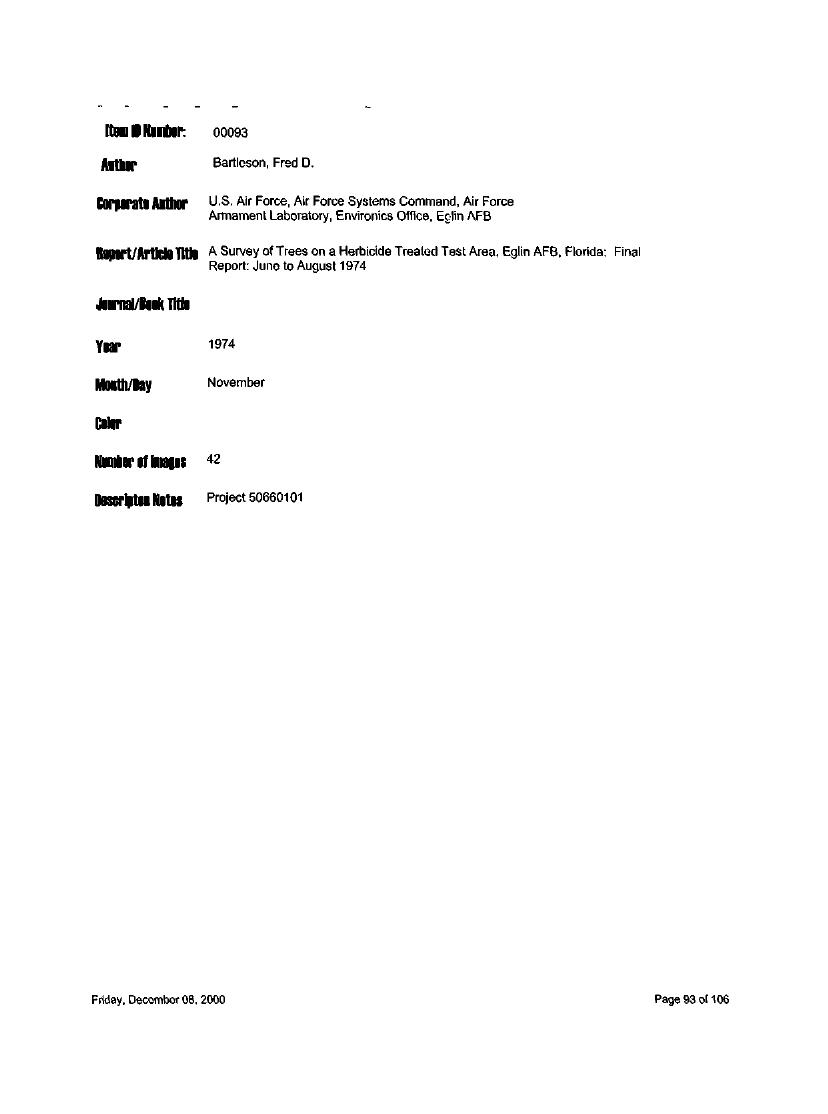 Item ID Number: 00093
Author Bartleson, Fred D.
Corporate Author U.S. Air Force, Air Force Systems Command, Air Force
Armament Laboratory, Environics Office, Eglin AFB
Report/Article Title A Survey of Trees on a Herbicide Treated Test Area, Eglin AFB, Florida: Final
Report: June to August 1974
Journal/Book Title
Year 1974
Month/Day November
Color
Number of Images 42
Descripton Notes Project 50660101
Friday, December 08, 2000 Page 93 of 106